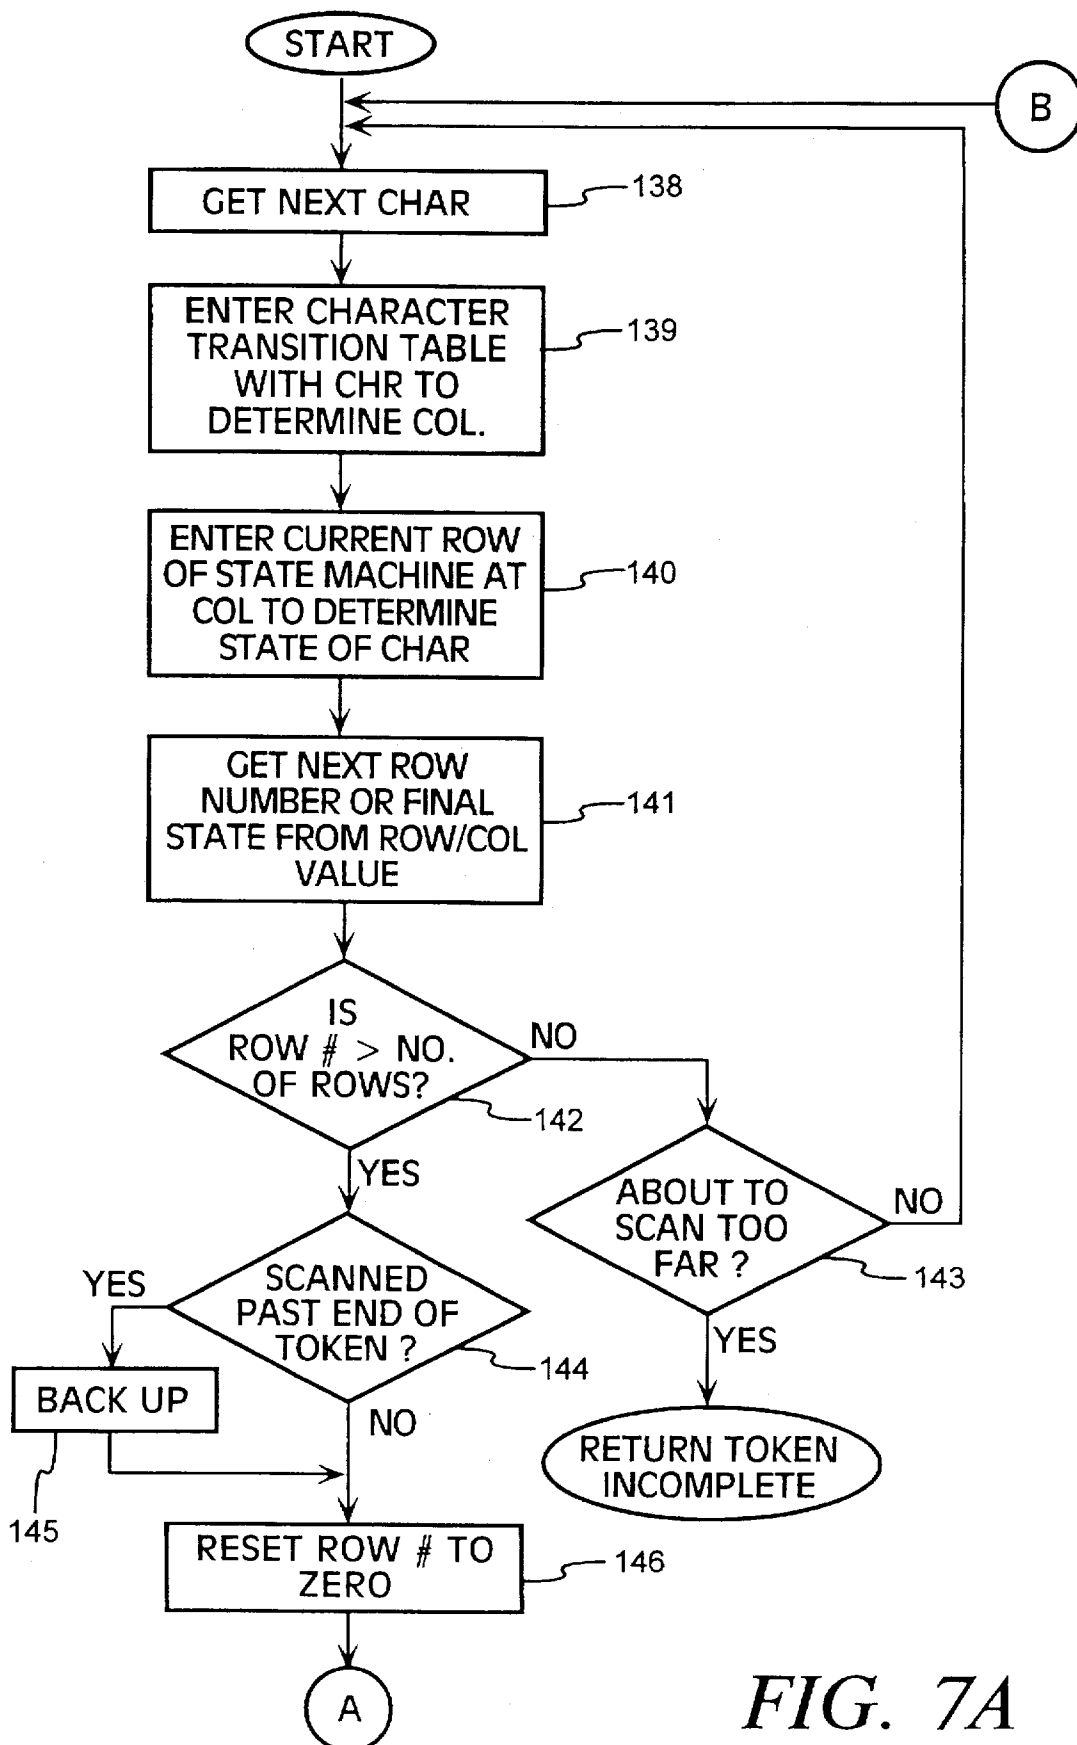 START
B
GET NEXT CHAR
138
ENTER CHARACTER
TRANSITION TABLE
WITH CHR TO
DETERMINE COL.
139
ENTER CURRENT ROW
OF STATE MACHINE AT
COL TO DETERMINE
STATE OF CHAR
140
GET NEXT ROW
NUMBER OR FINAL
STATE FROM ROW/COL
VALUE
141
IS
ROW # > NO.
OF ROWS?
NO
142
YES
ABOUT TO
SCAN TOO
FAR ?
NO
143
YES
SCANNED
PAST END OF
TOKEN ?
YES
144
BACK UP
NO
145
RETURN TOKEN
INCOMPLETE
RESET ROW # TO
ZERO
146
A
FIG. 7A